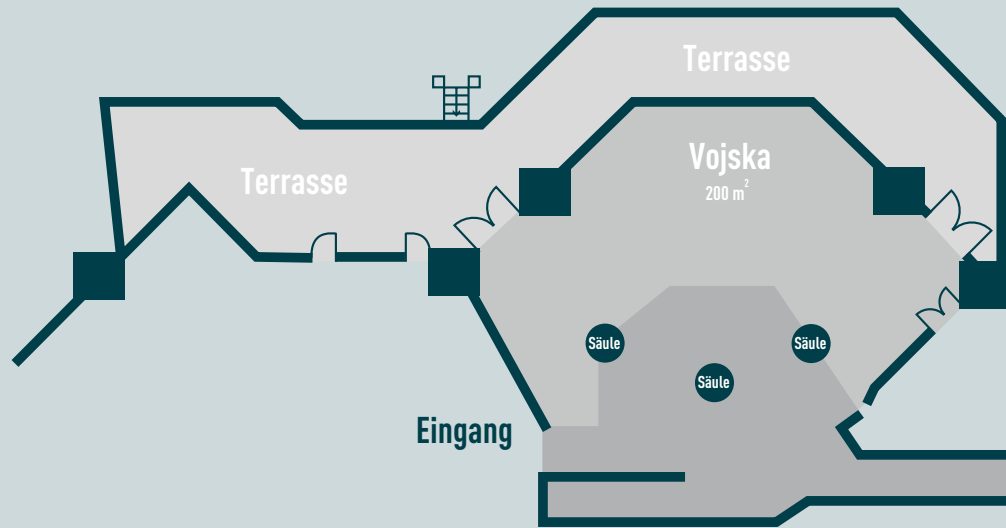 Terrasse
Terrasse
Vojska
200 m²
Säule
Säule
Säule
Eingang